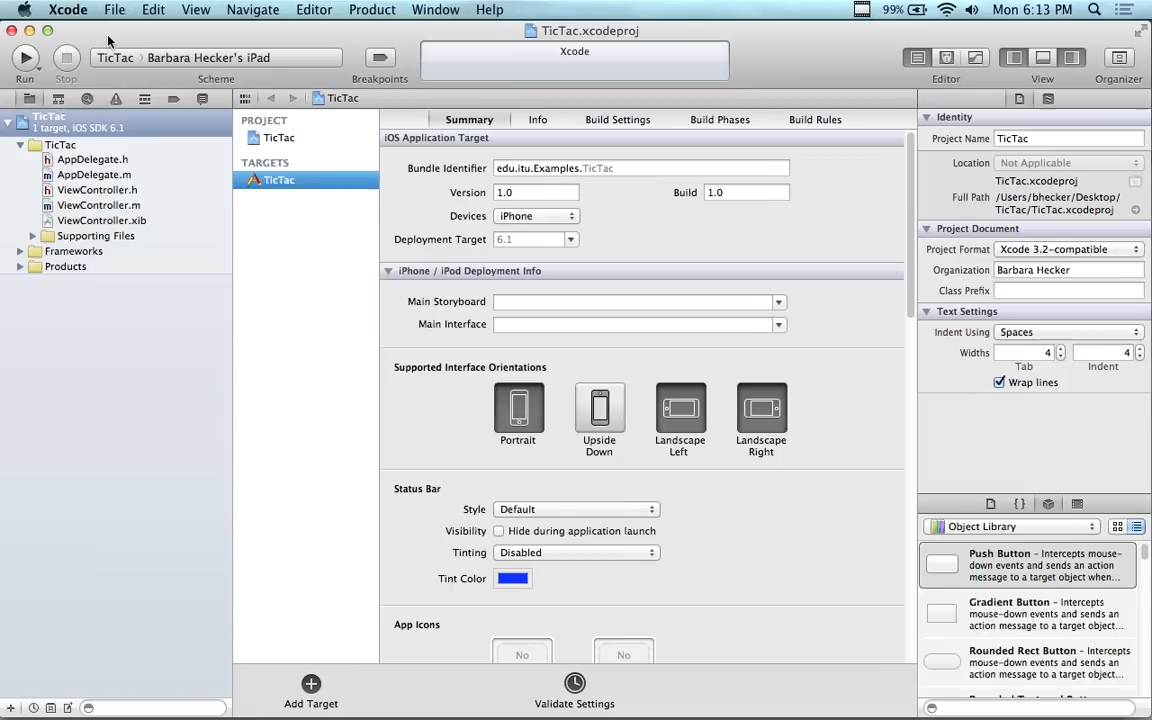 Xcode File Edit View Navigate Editor Product Window Help 99% Mon 6:13 PM
TicTac.xcodeproj
TicTac Barbara Hecker's iPad
Xcode
Run Stop Scheme Breakpoints Editor View Organizer
TicTac
1 target, iOS SDK 6.1
TicTac
AppDelegate.h
AppDelegate.m
ViewController.h
ViewController.m
ViewController.xib
Supporting Files
Frameworks
Products
TicTac
PROJECT
TicTac
TARGETS
TicTac
Summary Info Build Settings Build Phases Build Rules
iOS Application Target
Bundle Identifier edu.itu.Examples.TicTac
Version 1.0 Build 1.0
Devices iPhone
Deployment Target 6.1
iPhone / iPod Deployment Info
Main Storyboard
Main Interface
Supported Interface Orientations
Portrait
Upside
Down
Landscape
Left
Landscape
Right
Status Bar
Style Default
Visibility Hide during application launch
Tinting Disabled
Tint Color
App Icons
No No
Add Target Validate Settings
Identity
Project Name TicTac
Location Not Applicable
TicTac.xcodeproj
Full Path /Users/bhecker/Desktop/
TicTac/TicTac.xcodeproj
Project Document
Project Format Xcode 3.2-compatible
Organization Barbara Hecker
Class Prefix
Text Settings
Indent Using Spaces
Widths 4 4
Tab Indent
Wrap lines
{ }
Object Library
Push Button - Intercepts mouse-
down events and sends an action
message to a target object when...
Gradient Button - Intercepts
mouse-down events and sends an
action message to a target object...
Rounded Rect Button - Intercepts
mouse-down events and sends an
action message to a target object...